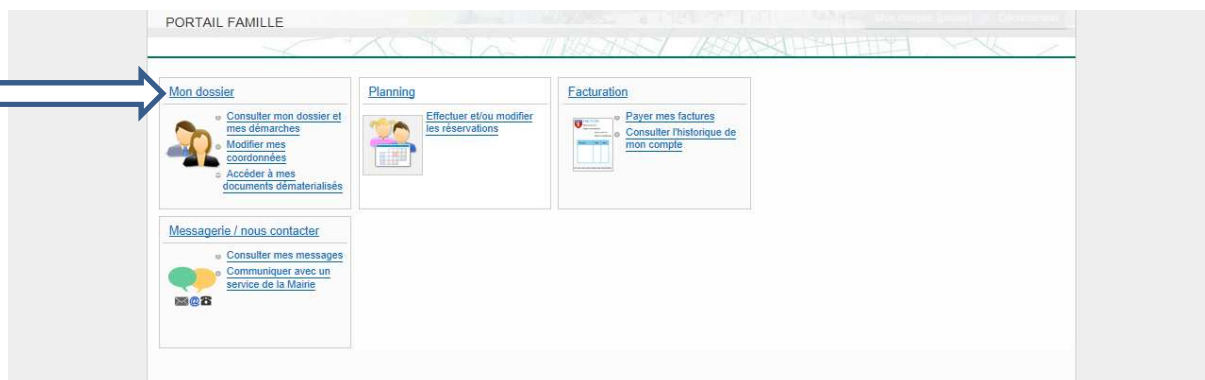 PORTAIL FAMILLE
Mon dossier
Consulter mon dossier et
mes démarches
Modifier mes
coordonnées
Accéder à mes
documents dématerialisés
Planning
Effectuer et/ou modifier
les réservations
Facturation
Payer mes factures
Consulter l'historique de
mon compte
Messagerie / nous contacter
Consulter mes messages
Communiquer avec un
service de la Mairie